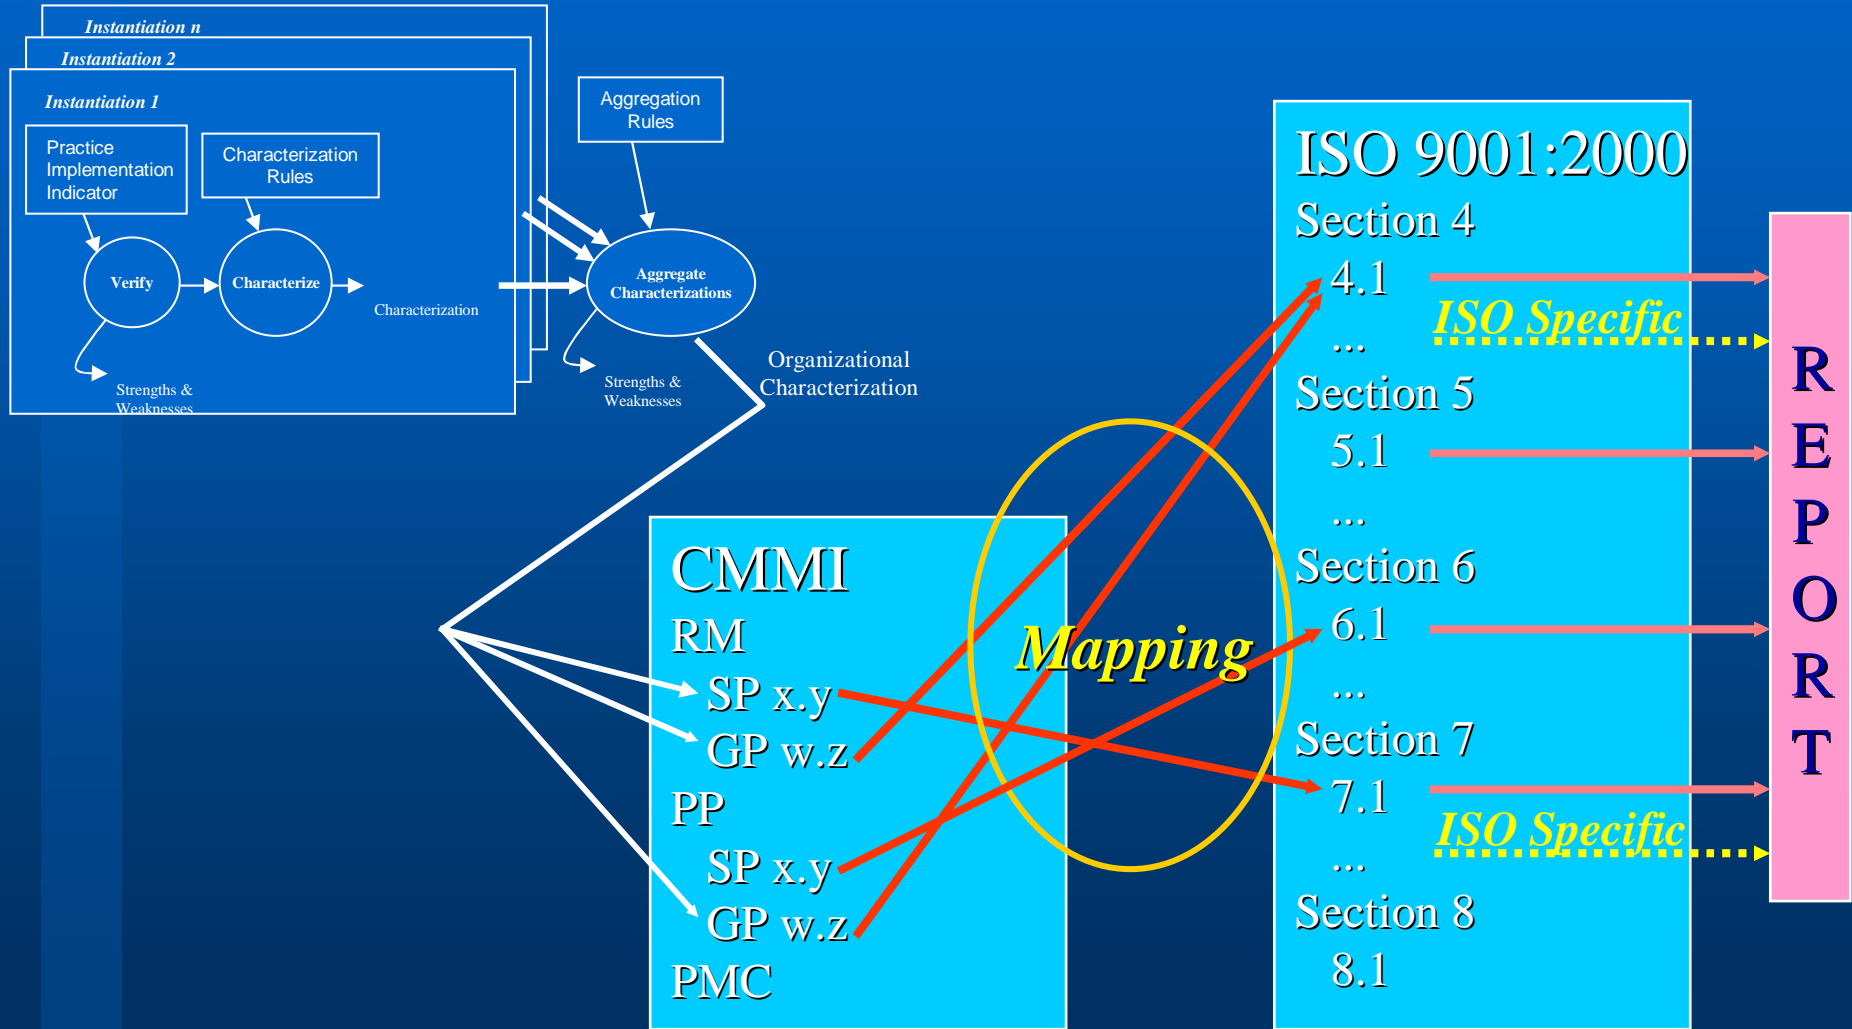 Instantiation n
Instantiation 2
Instantiation 1
Practice
Implementation
Indicator
Characterization
Rules
Verify
Characterize
Characterization
Strengths &
Weaknesses
Aggregation
Rules
Aggregate
Characterizations
Strengths &
Weaknesses
Organizational
Characterization
CMMI
RM
SP x.y
GP w.z
PP
SP x.y
GP w.z
PMC
Mapping
ISO 9001:2000
Section 4
4.1
ISO Specific
...
Section 5
5.1
...
Section 6
6.1
...
Section 7
7.1
ISO Specific
...
Section 8
8.1
REPORT